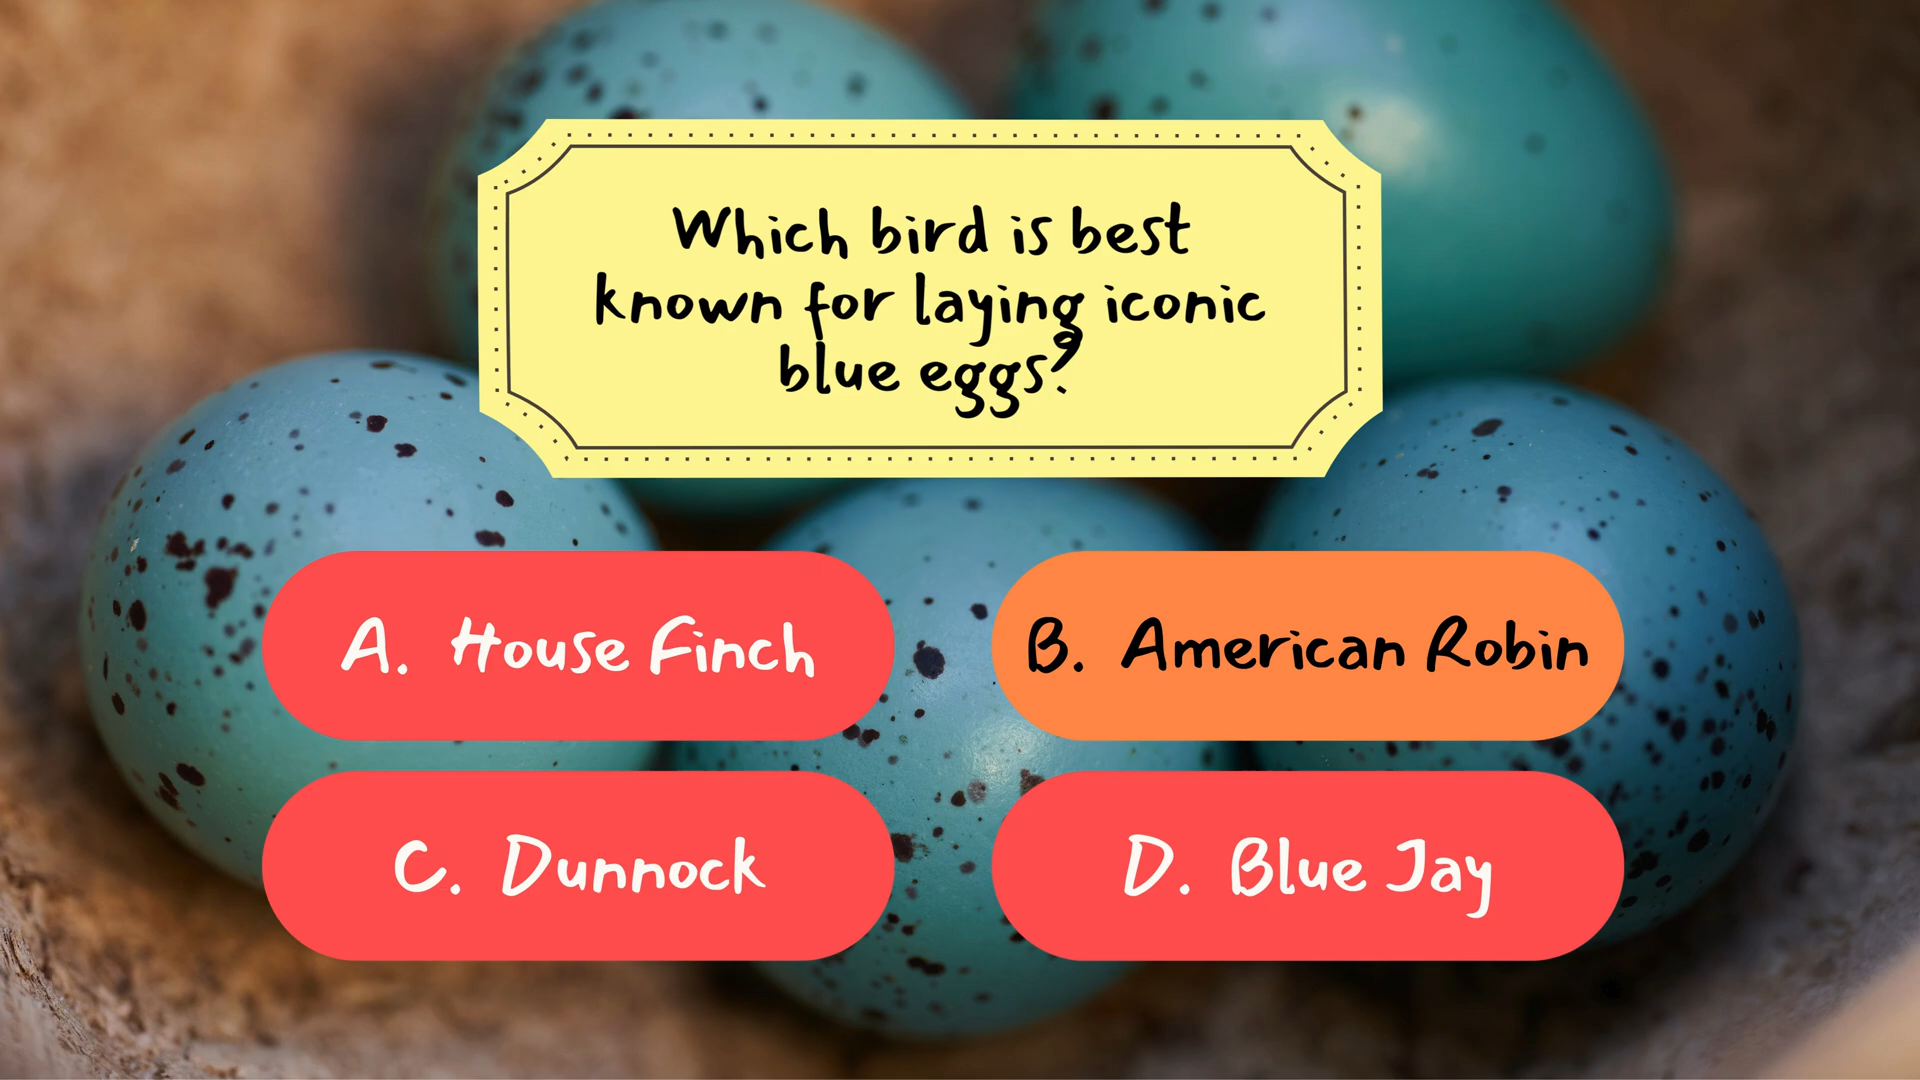 Which bird is best
known for laying iconic
blue eggs?
A. House Finch
B. American Robin
C. Dunnock
D. Blue Jay